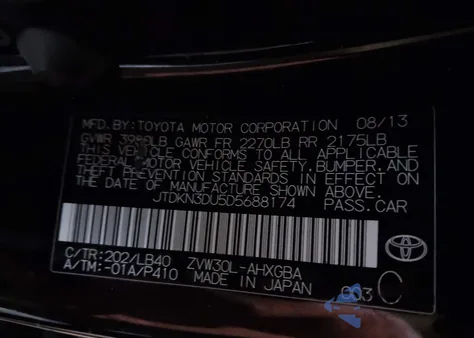 MFD.BY:TOYOTA MOTOR CORPORATION 08/13
GVWR GAWR FR 2270LB RR 2175LB
THIS VEHICLE CONFORMS TO ALL APPLICABLE
FEDERAL MOTOR VEHICLE SAFETY,BUMPER,AND
THEFT PREVENTION STANDARDS IN EFFECT ON
THE DATE OF MANUFACTURE SHOWN ABOVE.
JTDKN3DU5D5688174 PASS.CAR
C/TR:202/LB40 ZVW30L-AHXGBA
A/TM:-01A/P410 MADE IN JAPAN
003 C